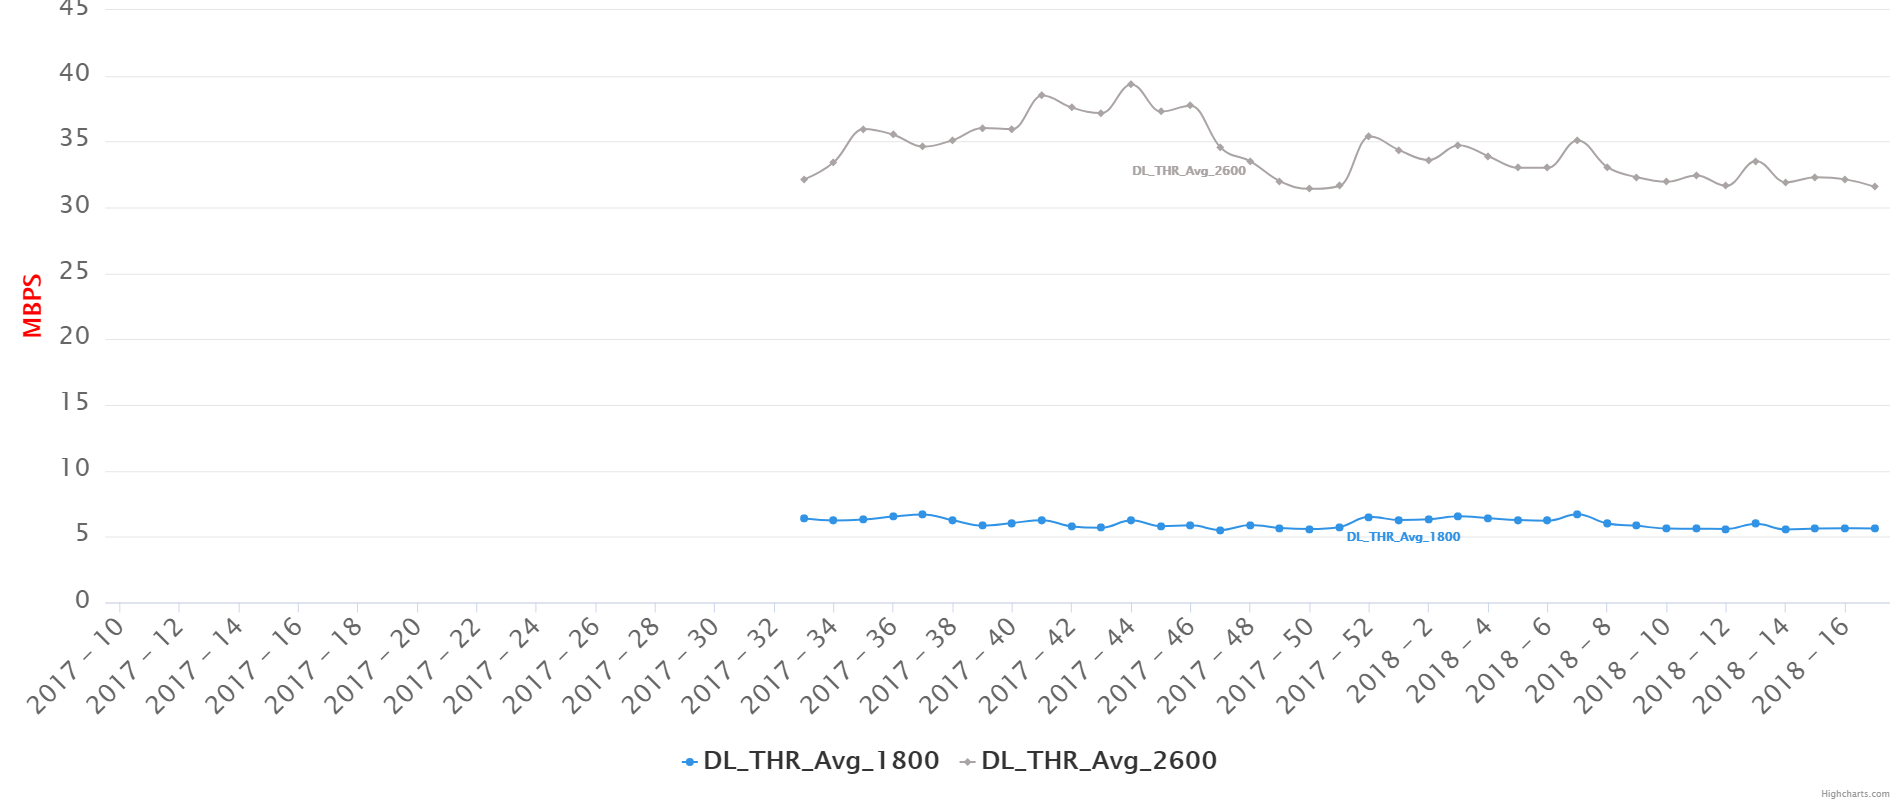 45
40
35
30
25
20
15
10
5
0
MBPS
DL_THR_Avg_2600
DL_THR_Avg_1800
2017 – 10
2017 – 12
2017 – 14
2017 – 16
2017 – 18
2017 – 20
2017 – 22
2017 – 24
2017 – 26
2017 – 28
2017 – 30
2017 – 32
2017 – 34
2017 – 36
2017 – 38
2017 – 40
2017 – 42
2017 – 44
2017 – 46
2017 – 48
2017 – 50
2017 – 52
2018 – 2
2018 – 4
2018 – 6
2018 – 8
2018 – 10
2018 – 12
2018 – 14
2018 – 16
DL_THR_Avg_1800 DL_THR_Avg_2600
Highcharts.com